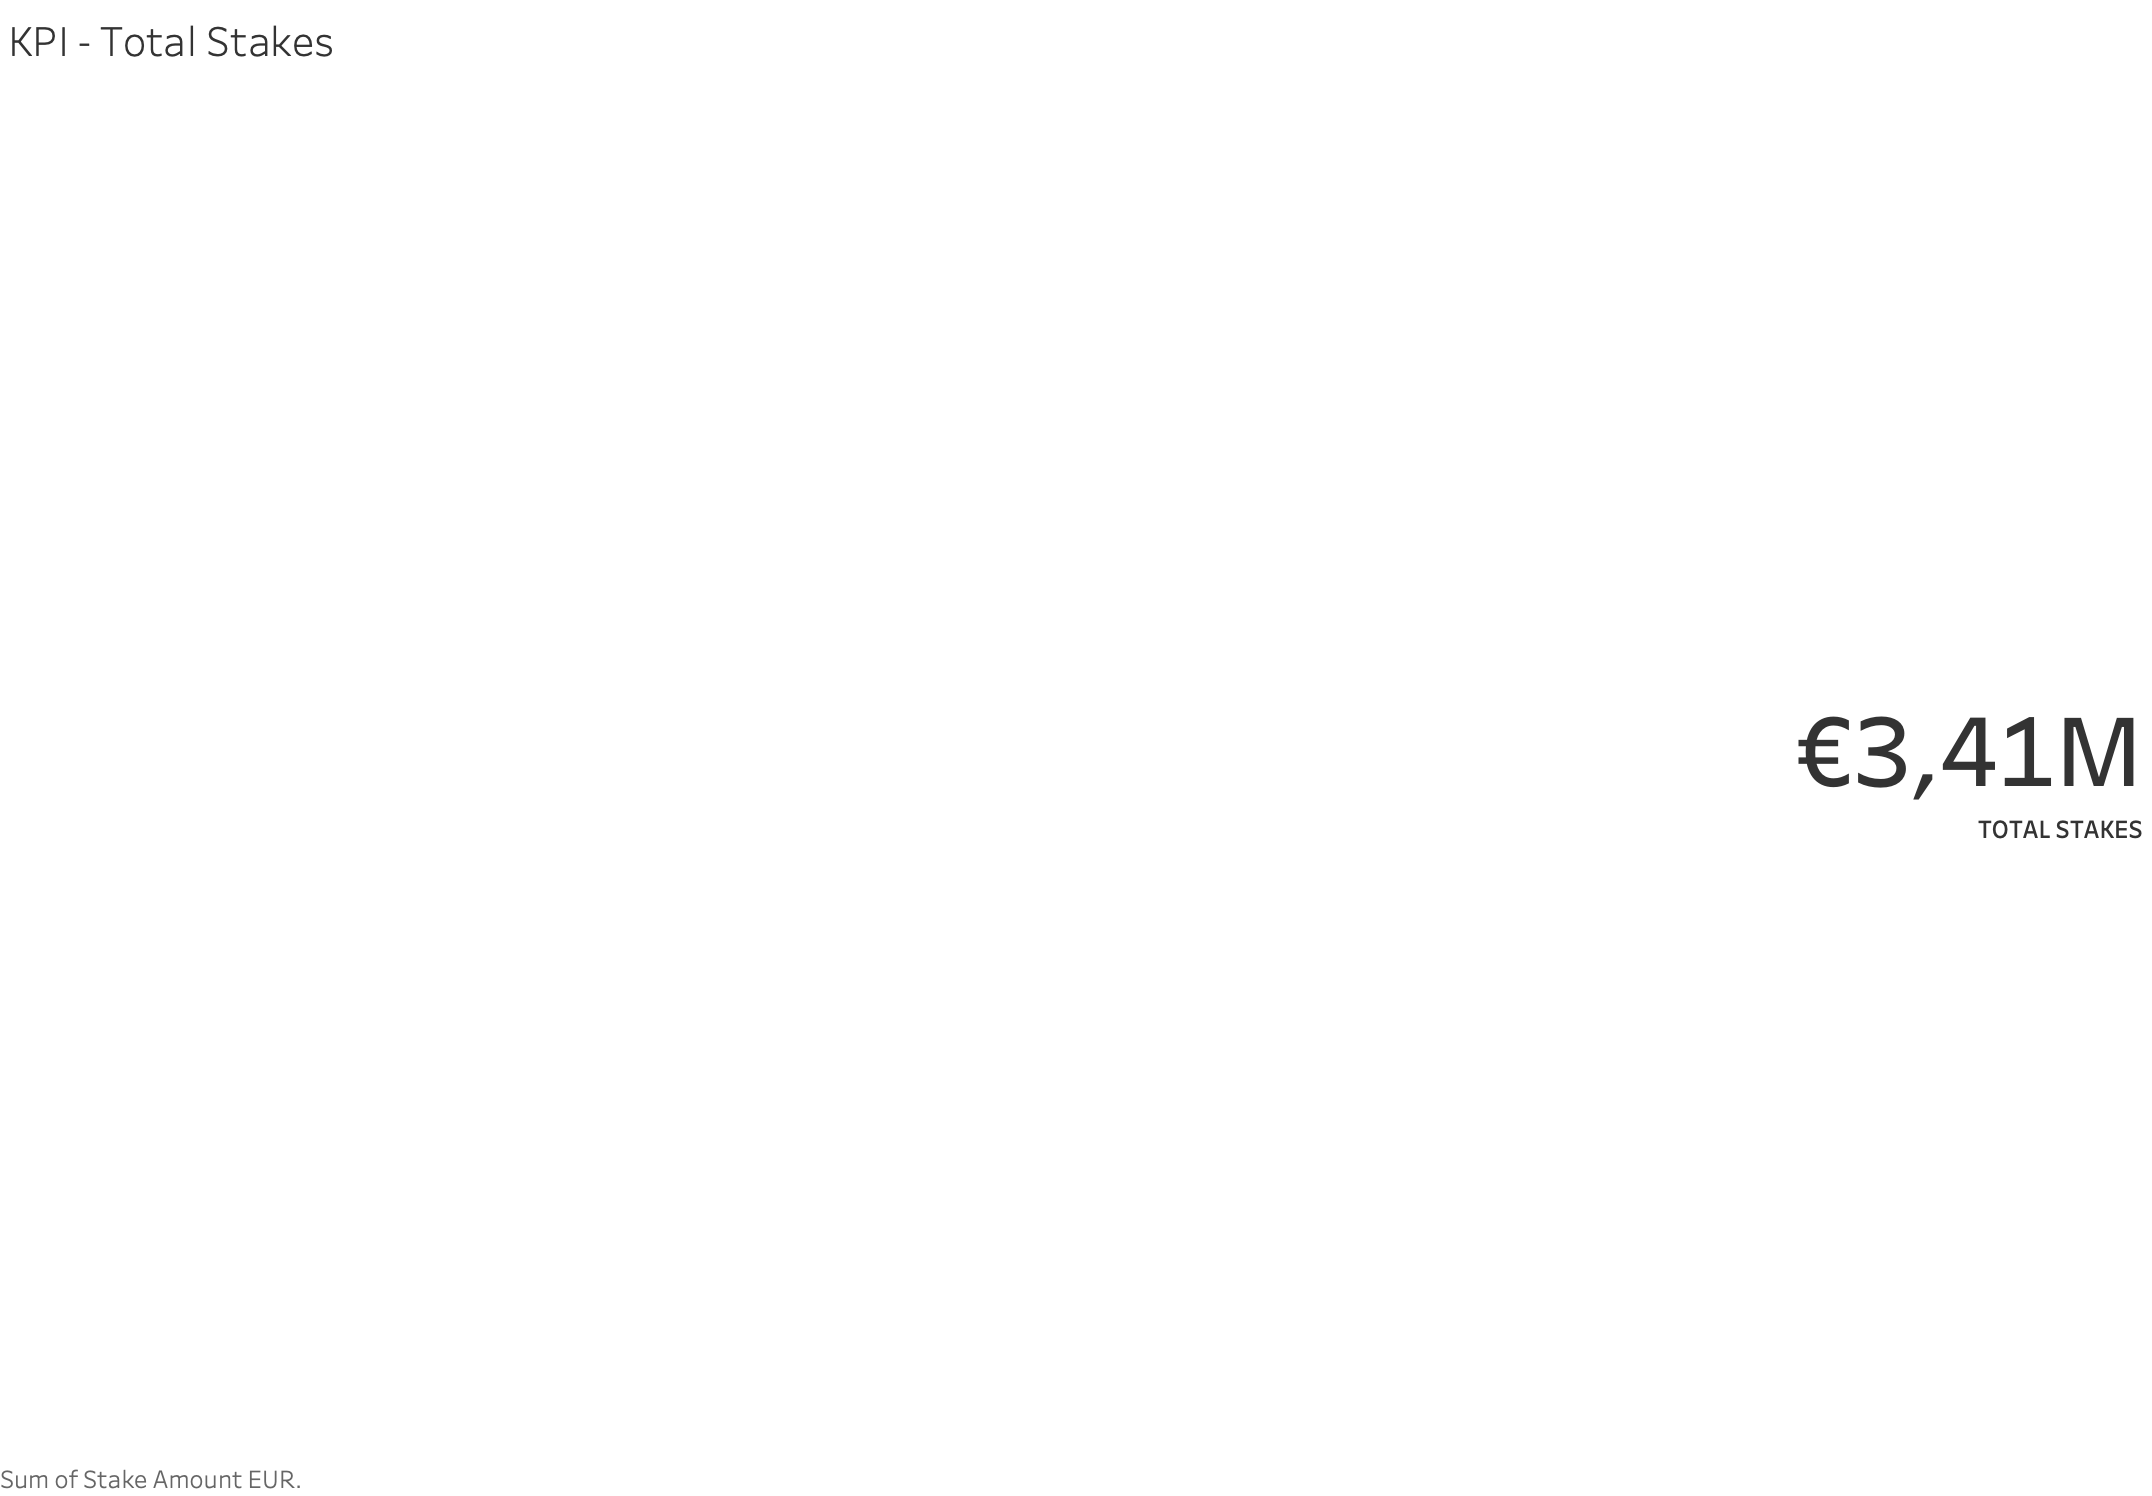 KPI - Total Stakes
€3,41M
TOTAL STAKES
Sum of Stake Amount EUR.